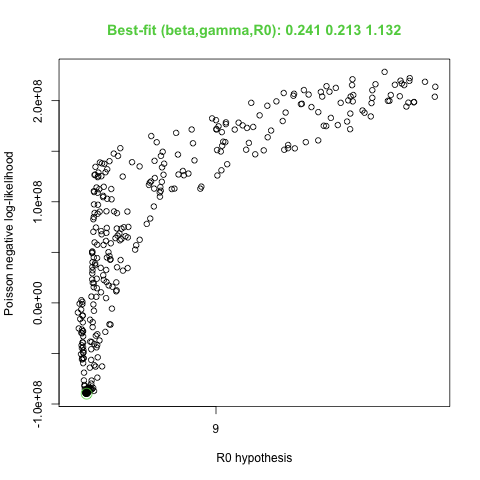 Best-fit (beta,gamma,R0): 0.241 0.213 1.132
Poisson negative log-likelihood
2.0e+08
1.0e+08
0.0e+00
-1.0e+08
9
R0 hypothesis